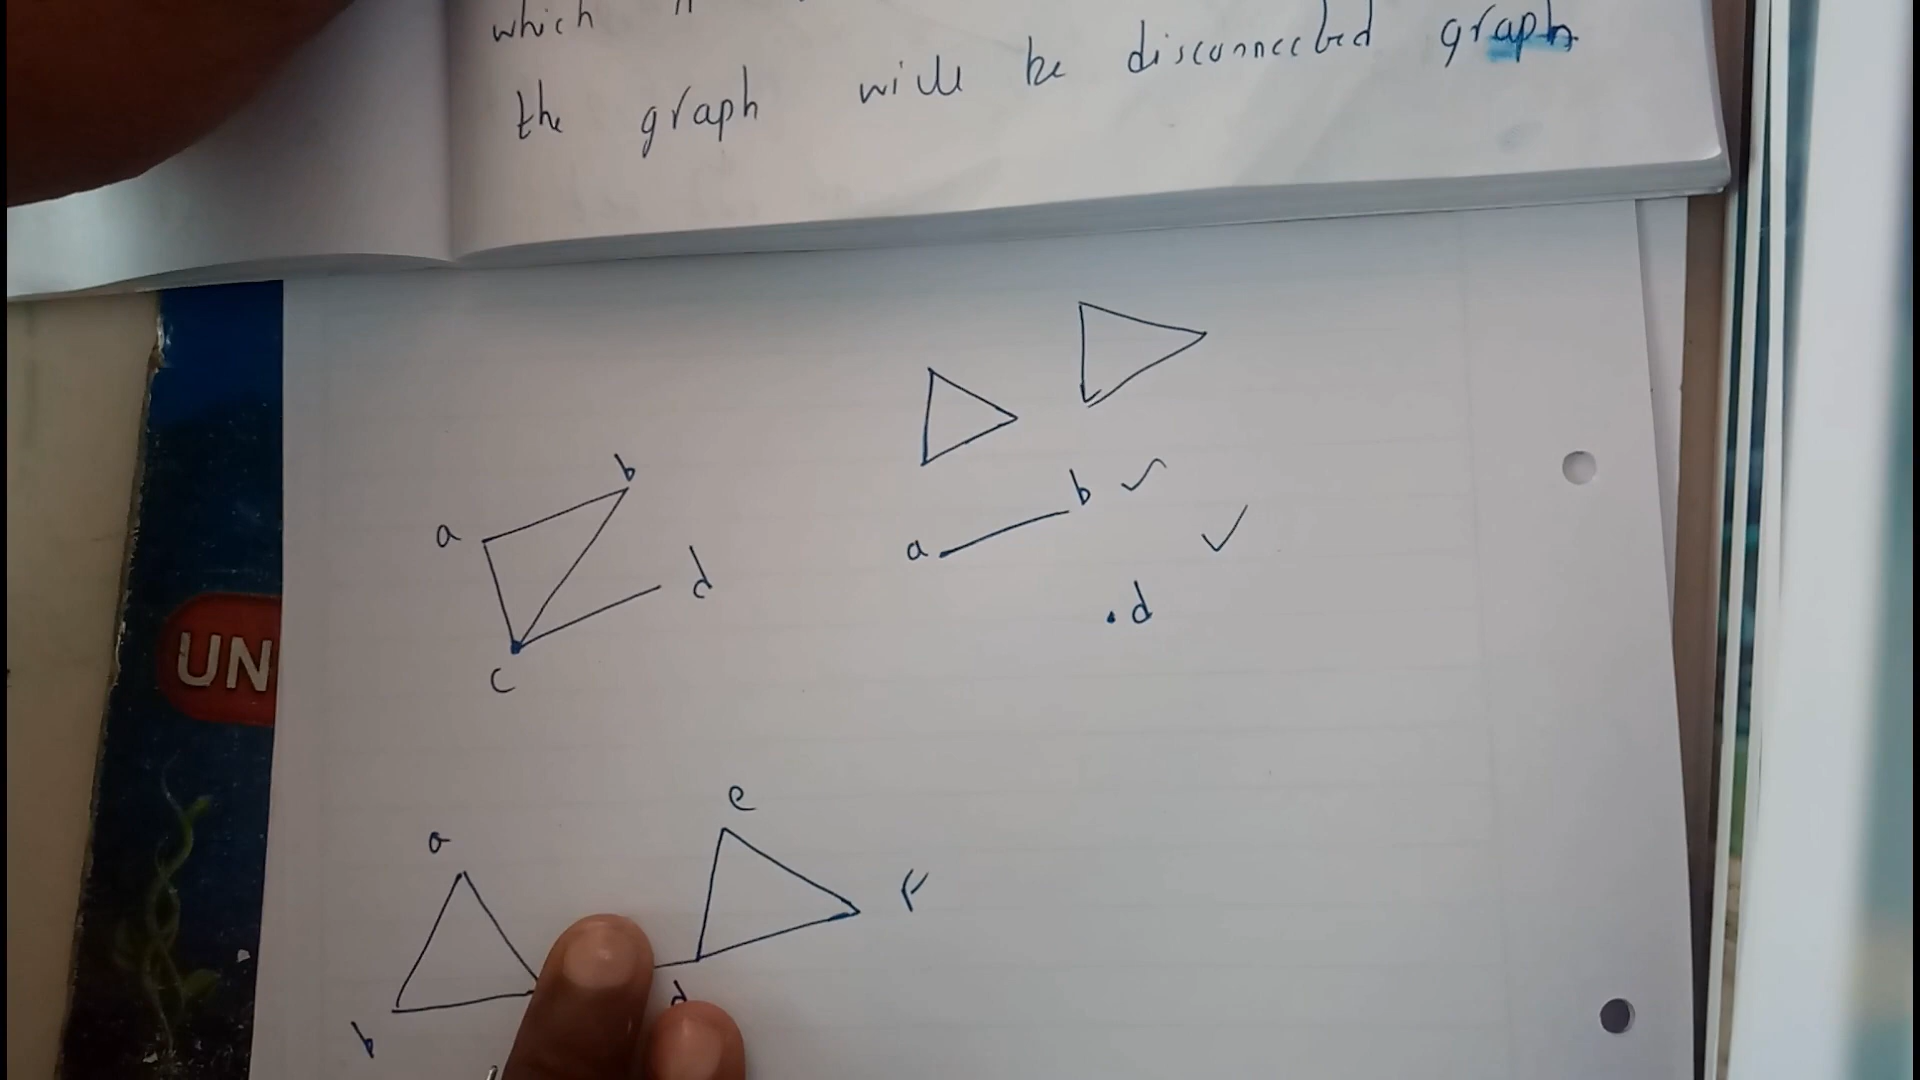 which
the graph will be disconnected graph
b
a
d
c
b
a
.d
UN
e
a
F
d
b